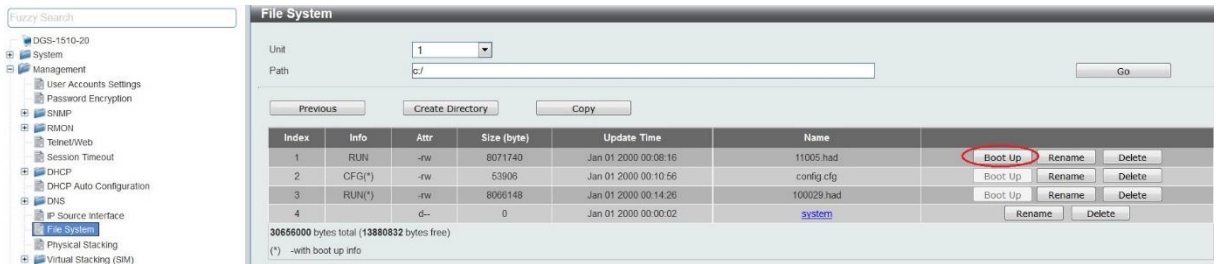 Fuzzy Search
DGS-1510-20
System
Management
User Accounts Settings
Password Encryption
SNMP
RMON
Telnet/Web
Session Timeout
DHCP
DHCP Auto Configuration
DNS
IP Source Interface
File System
Physical Stacking
Virtual Stacking (SIM)
File System
Unit 1
Path c:/ Go
Previous Create Directory Copy
Index Info Attr Size (byte) Update Time Name
1 RUN -rw 8071740 Jan 01 2000 00:08:16 11005.had Boot Up Rename Delete
2 CFG(*) -rw 53906 Jan 01 2000 00:10:56 config.cfg Boot Up Rename Delete
3 RUN(*) -rw 8066148 Jan 01 2000 00:14:26 100029.had Boot Up Rename Delete
4 d-- 0 Jan 01 2000 00:00:02 system Rename Delete
30656000 bytes total (13880832 bytes free)
(*) -with boot up info